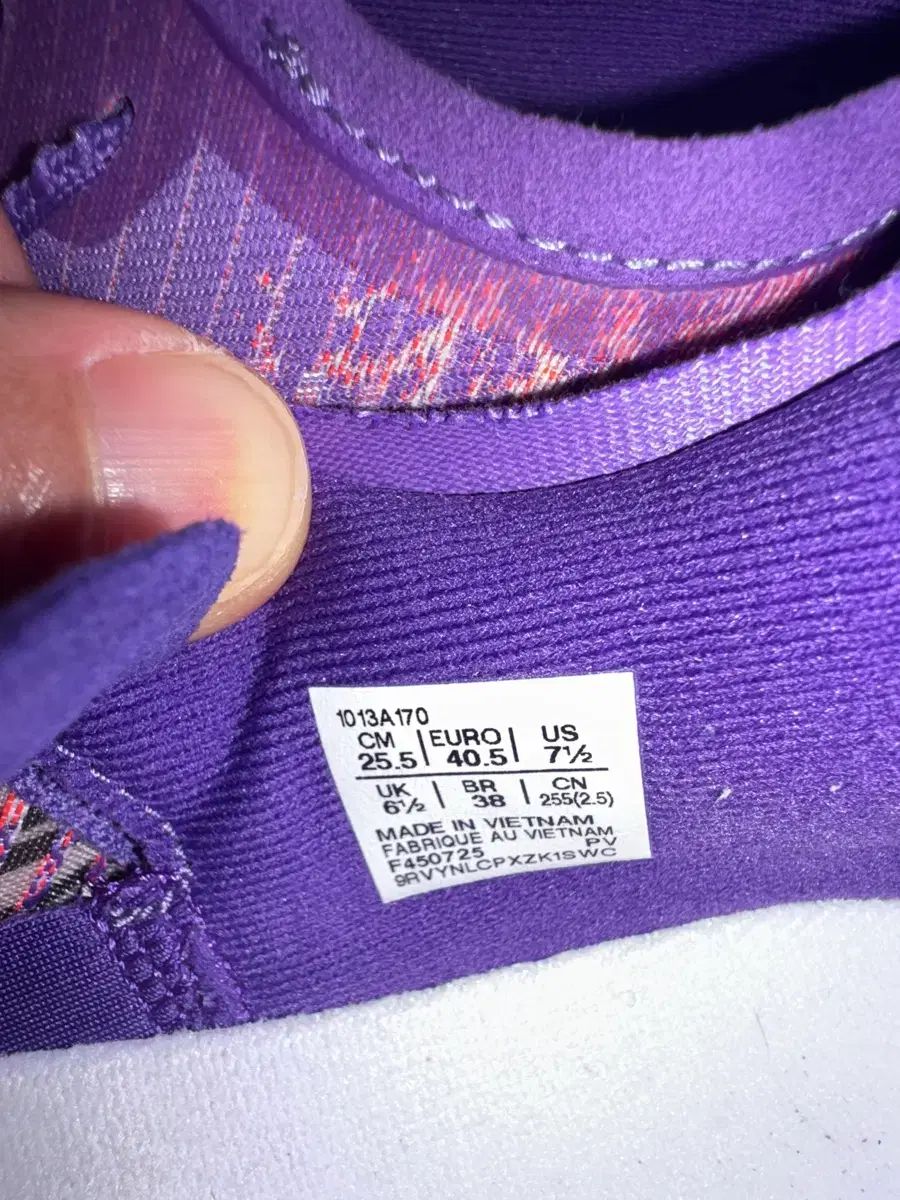 1013A170
CM | EURO | US
25.5 | 40.5 | 7½
UK | BR | CN
6½ | 38 | 255(2.5)
MADE IN VIETNAM
FABRIQUE AU VIETNAM
F450725 PV
9RVYNLCPXZK1SWC